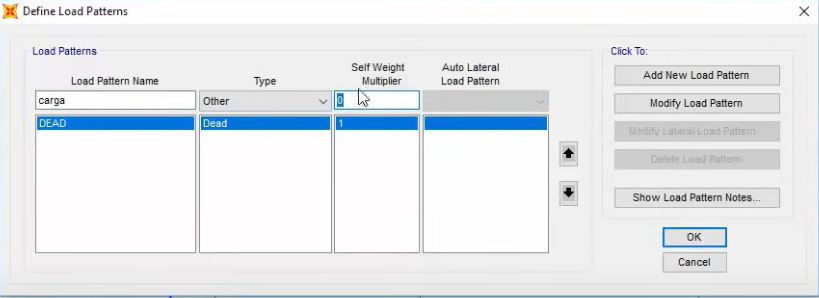 Define Load Patterns
Load Patterns
Click To:
Load Pattern Name
Type
Self Weight
Multiplier
Auto Lateral
Load Pattern
carga
Other
0
DEAD
Dead
1
Add New Load Pattern
Modify Load Pattern
Modify Lateral Load Pattern...
Delete Load Pattern
Show Load Pattern Notes...
OK
Cancel